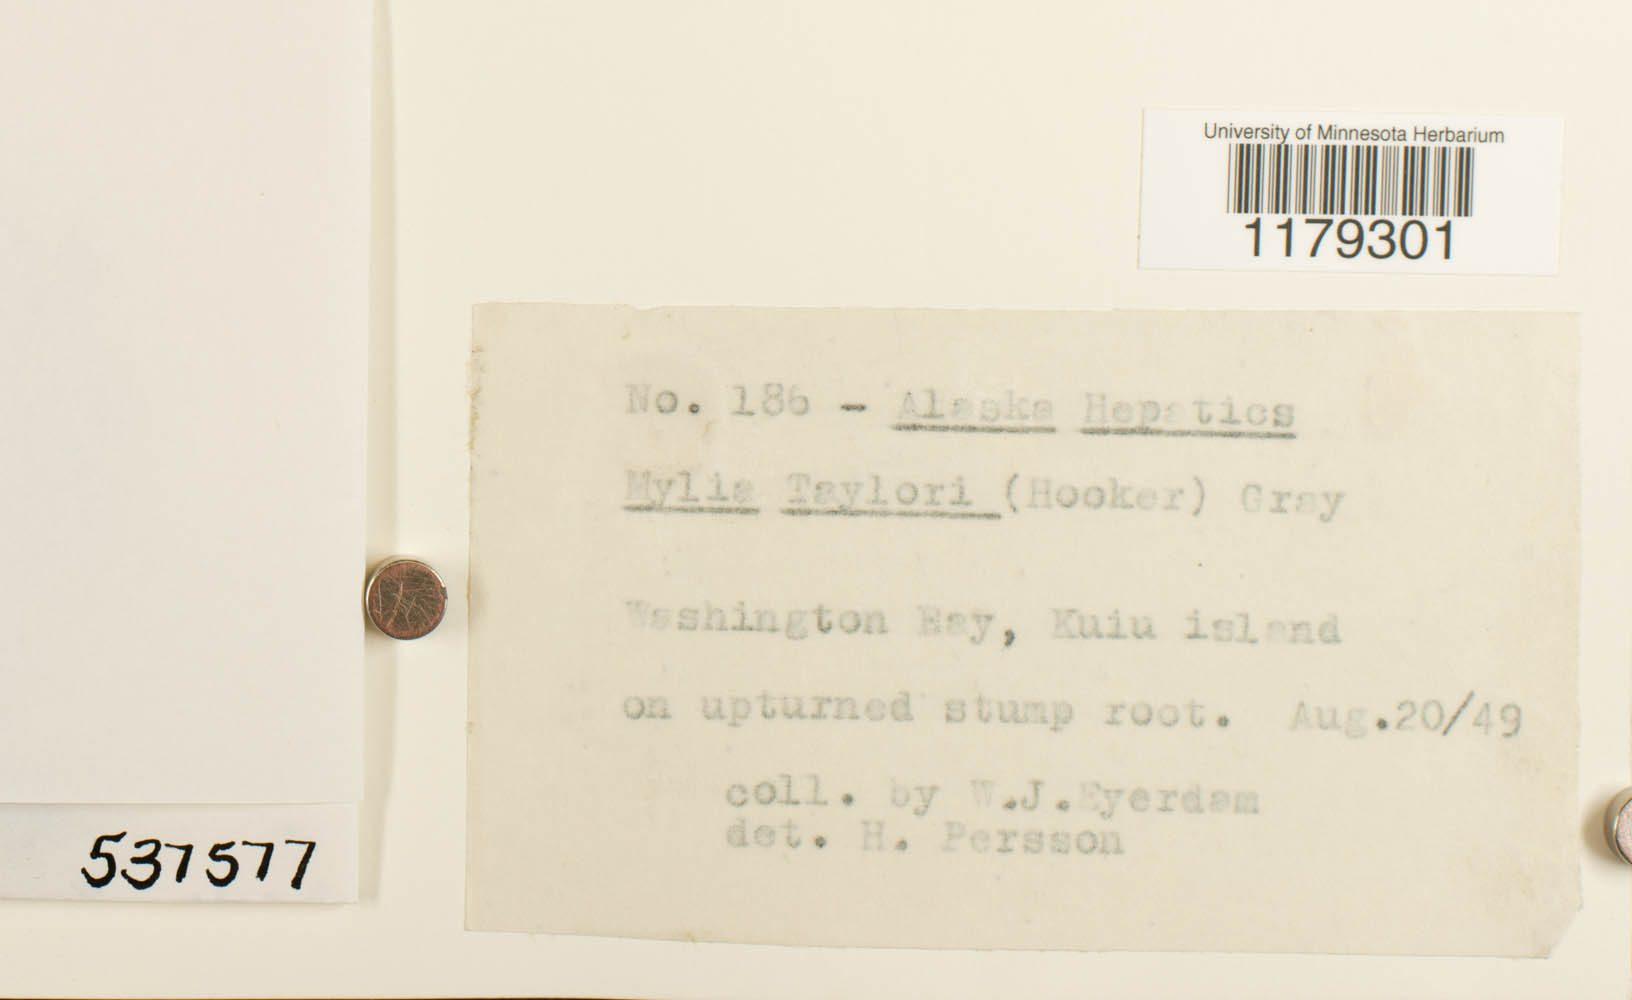 University of Minnesota Herbarium
1179301
No. 186 - Alaska Hepatics
Mylia Taylori (Hooker) Gray
Washington Bay, Kuiu island
on upturned stump root. Aug.20/49
coll. by W.J.Eyerdam
det. H. Persson
537577